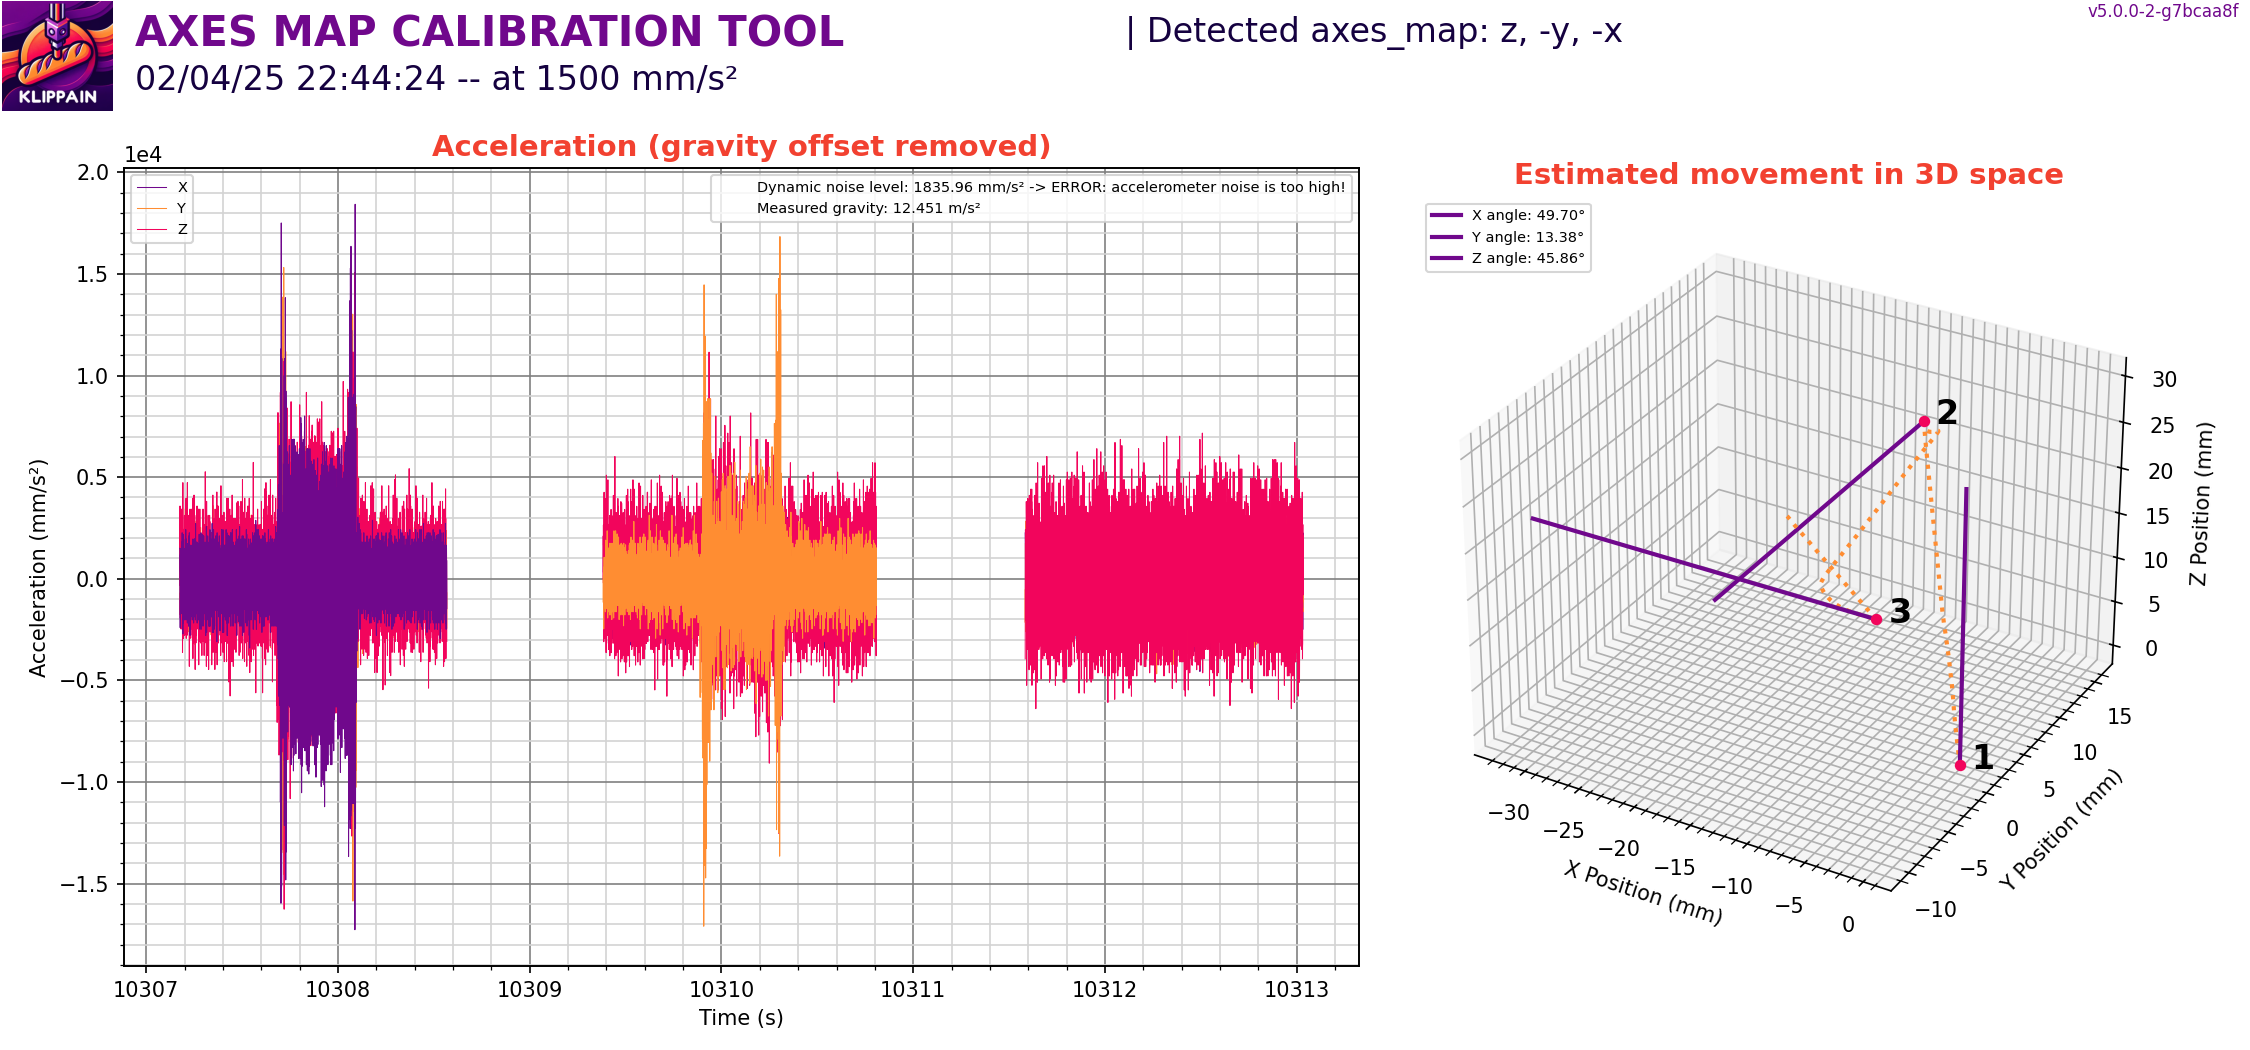 AXES MAP CALIBRATION TOOL
| Detected axes_map: z, -y, -x
v5.0.0-2-g7bcaa8f
02/04/25 22:44:24 -- at 1500 mm/s²
KLIPPAIN
Acceleration (gravity offset removed)
1e4
X
Y
Z
Dynamic noise level: 1835.96 mm/s² -> ERROR: accelerometer noise is too high!
Measured gravity: 12.451 m/s²
2.0
1.5
1.0
0.5
0.0
−0.5
−1.0
−1.5
Acceleration (mm/s²)
10307
10308
10309
10310
10311
10312
10313
Time (s)
Estimated movement in 3D space
X angle: 49.70°
Y angle: 13.38°
Z angle: 45.86°
2
3
1
30
25
20
15
10
5
0
Z Position (mm)
15
10
5
0
−5
−10
Y Position (mm)
−30
−25
−20
−15
−10
−5
0
X Position (mm)